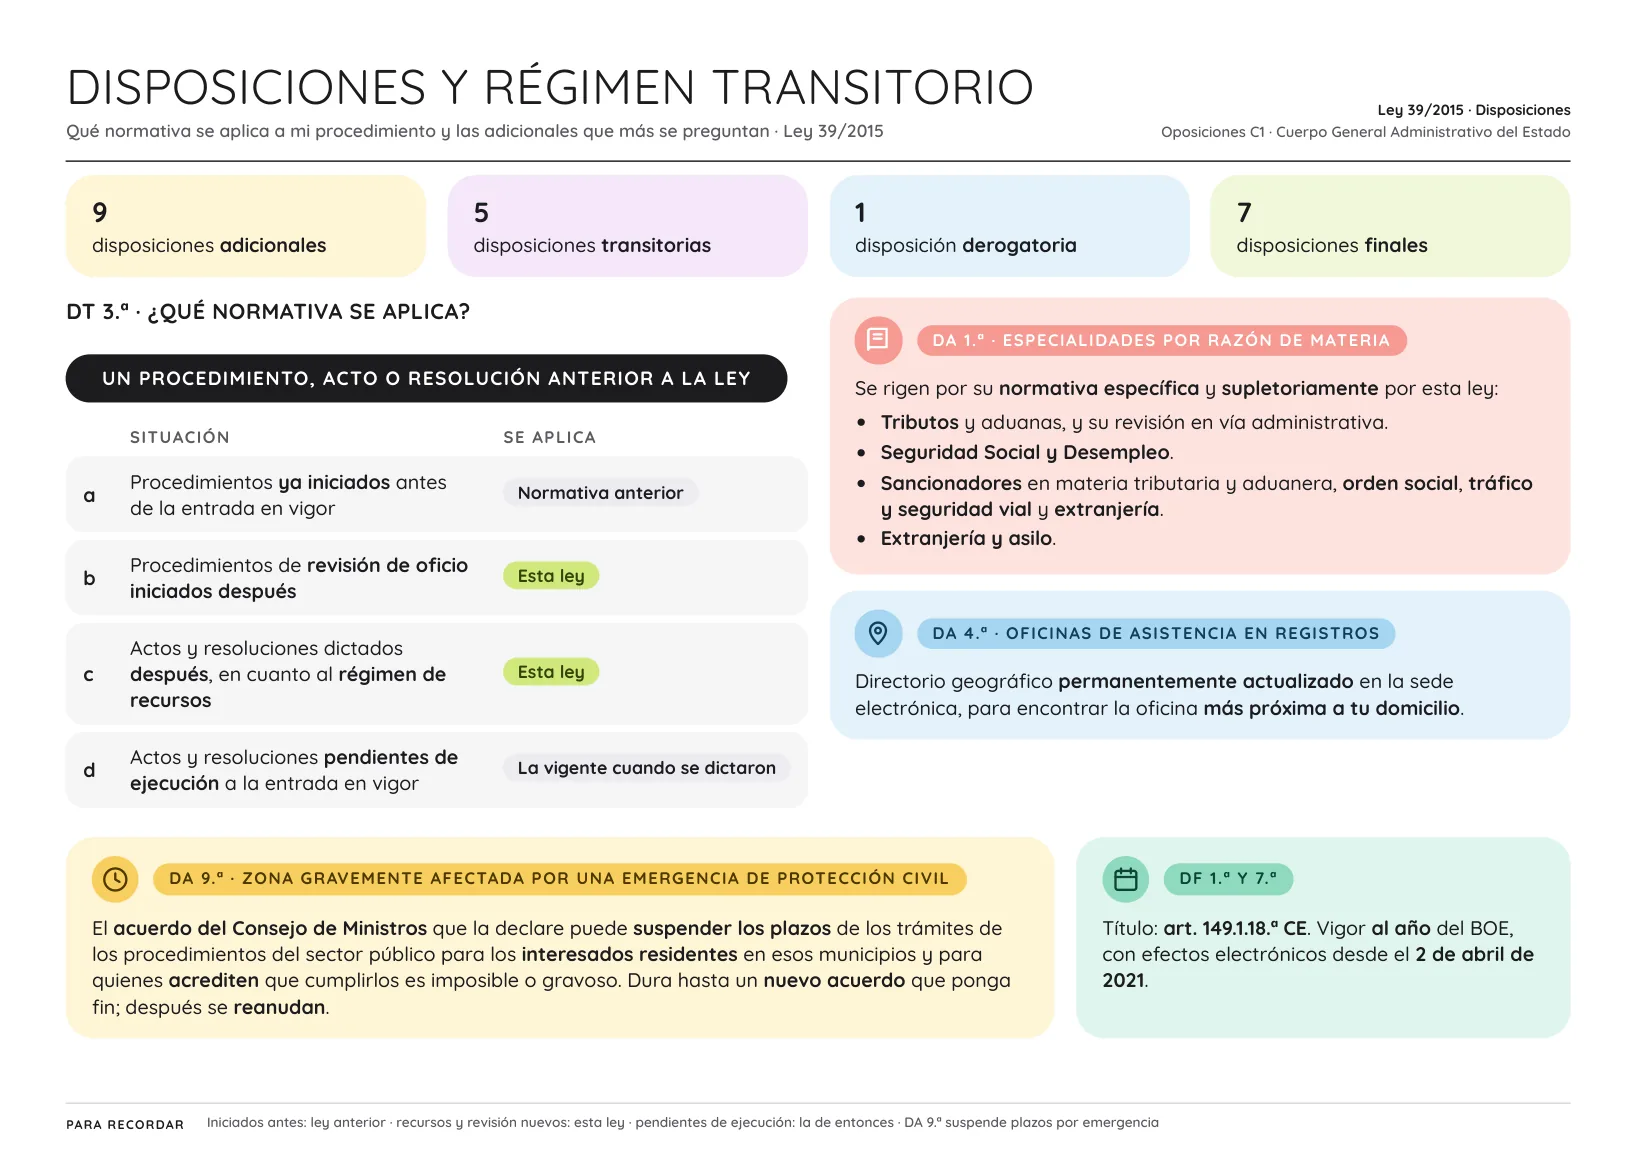 DISPOSICIONES Y RÉGIMEN TRANSITORIO
Qué normativa se aplica a mi procedimiento y las adicionales que más se preguntan · Ley 39/2015
Ley 39/2015 · Disposiciones
Oposiciones C1 · Cuerpo General Administrativo del Estado
9
disposiciones adicionales
5
disposiciones transitorias
1
disposición derogatoria
7
disposiciones finales
DT 3.ª · ¿QUÉ NORMATIVA SE APLICA?
UN PROCEDIMIENTO, ACTO O RESOLUCIÓN ANTERIOR A LA LEY
SITUACIÓN
SE APLICA
a
Procedimientos ya iniciados antes
de la entrada en vigor
Normativa anterior
b
Procedimientos de revisión de oficio
iniciados después
Esta ley
c
Actos y resoluciones dictados
después, en cuanto al régimen de
recursos
Esta ley
d
Actos y resoluciones pendientes de
ejecución a la entrada en vigor
La vigente cuando se dictaron
DA 1.ª · ESPECIALIDADES POR RAZÓN DE MATERIA
Se rigen por su normativa específica y supletoriamente por esta ley:
• Tributos y aduanas, y su revisión en vía administrativa.
• Seguridad Social y Desempleo.
• Sancionadores en materia tributaria y aduanera, orden social, tráfico
y seguridad vial y extranjería.
• Extranjería y asilo.
DA 4.ª · OFICINAS DE ASISTENCIA EN REGISTROS
Directorio geográfico permanentemente actualizado en la sede
electrónica, para encontrar la oficina más próxima a tu domicilio.
DA 9.ª · ZONA GRAVEMENTE AFECTADA POR UNA EMERGENCIA DE PROTECCIÓN CIVIL
El acuerdo del Consejo de Ministros que la declare puede suspender los plazos de los trámites de
los procedimientos del sector público para los interesados residentes en esos municipios y para
quienes acrediten que cumplirlos es imposible o gravoso. Dura hasta un nuevo acuerdo que ponga
fin; después se reanudan.
DF 1.ª Y 7.ª
Título: art. 149.1.18.ª CE. Vigor al año del BOE,
con efectos electrónicos desde el 2 de abril de
2021.
PARA RECORDAR
Iniciados antes: ley anterior · recursos y revisión nuevos: esta ley · pendientes de ejecución: la de entonces · DA 9.ª suspende plazos por emergencia